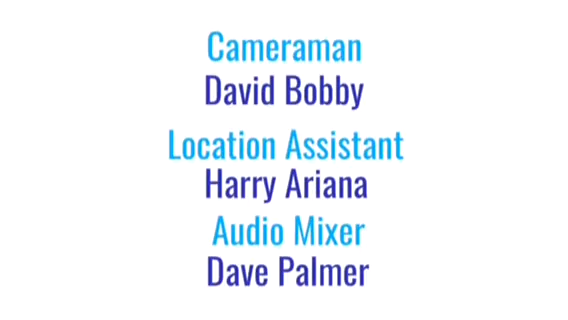 Cameraman
David Bobby
Location Assistant
Harry Ariana
Audio Mixer
Dave Palmer